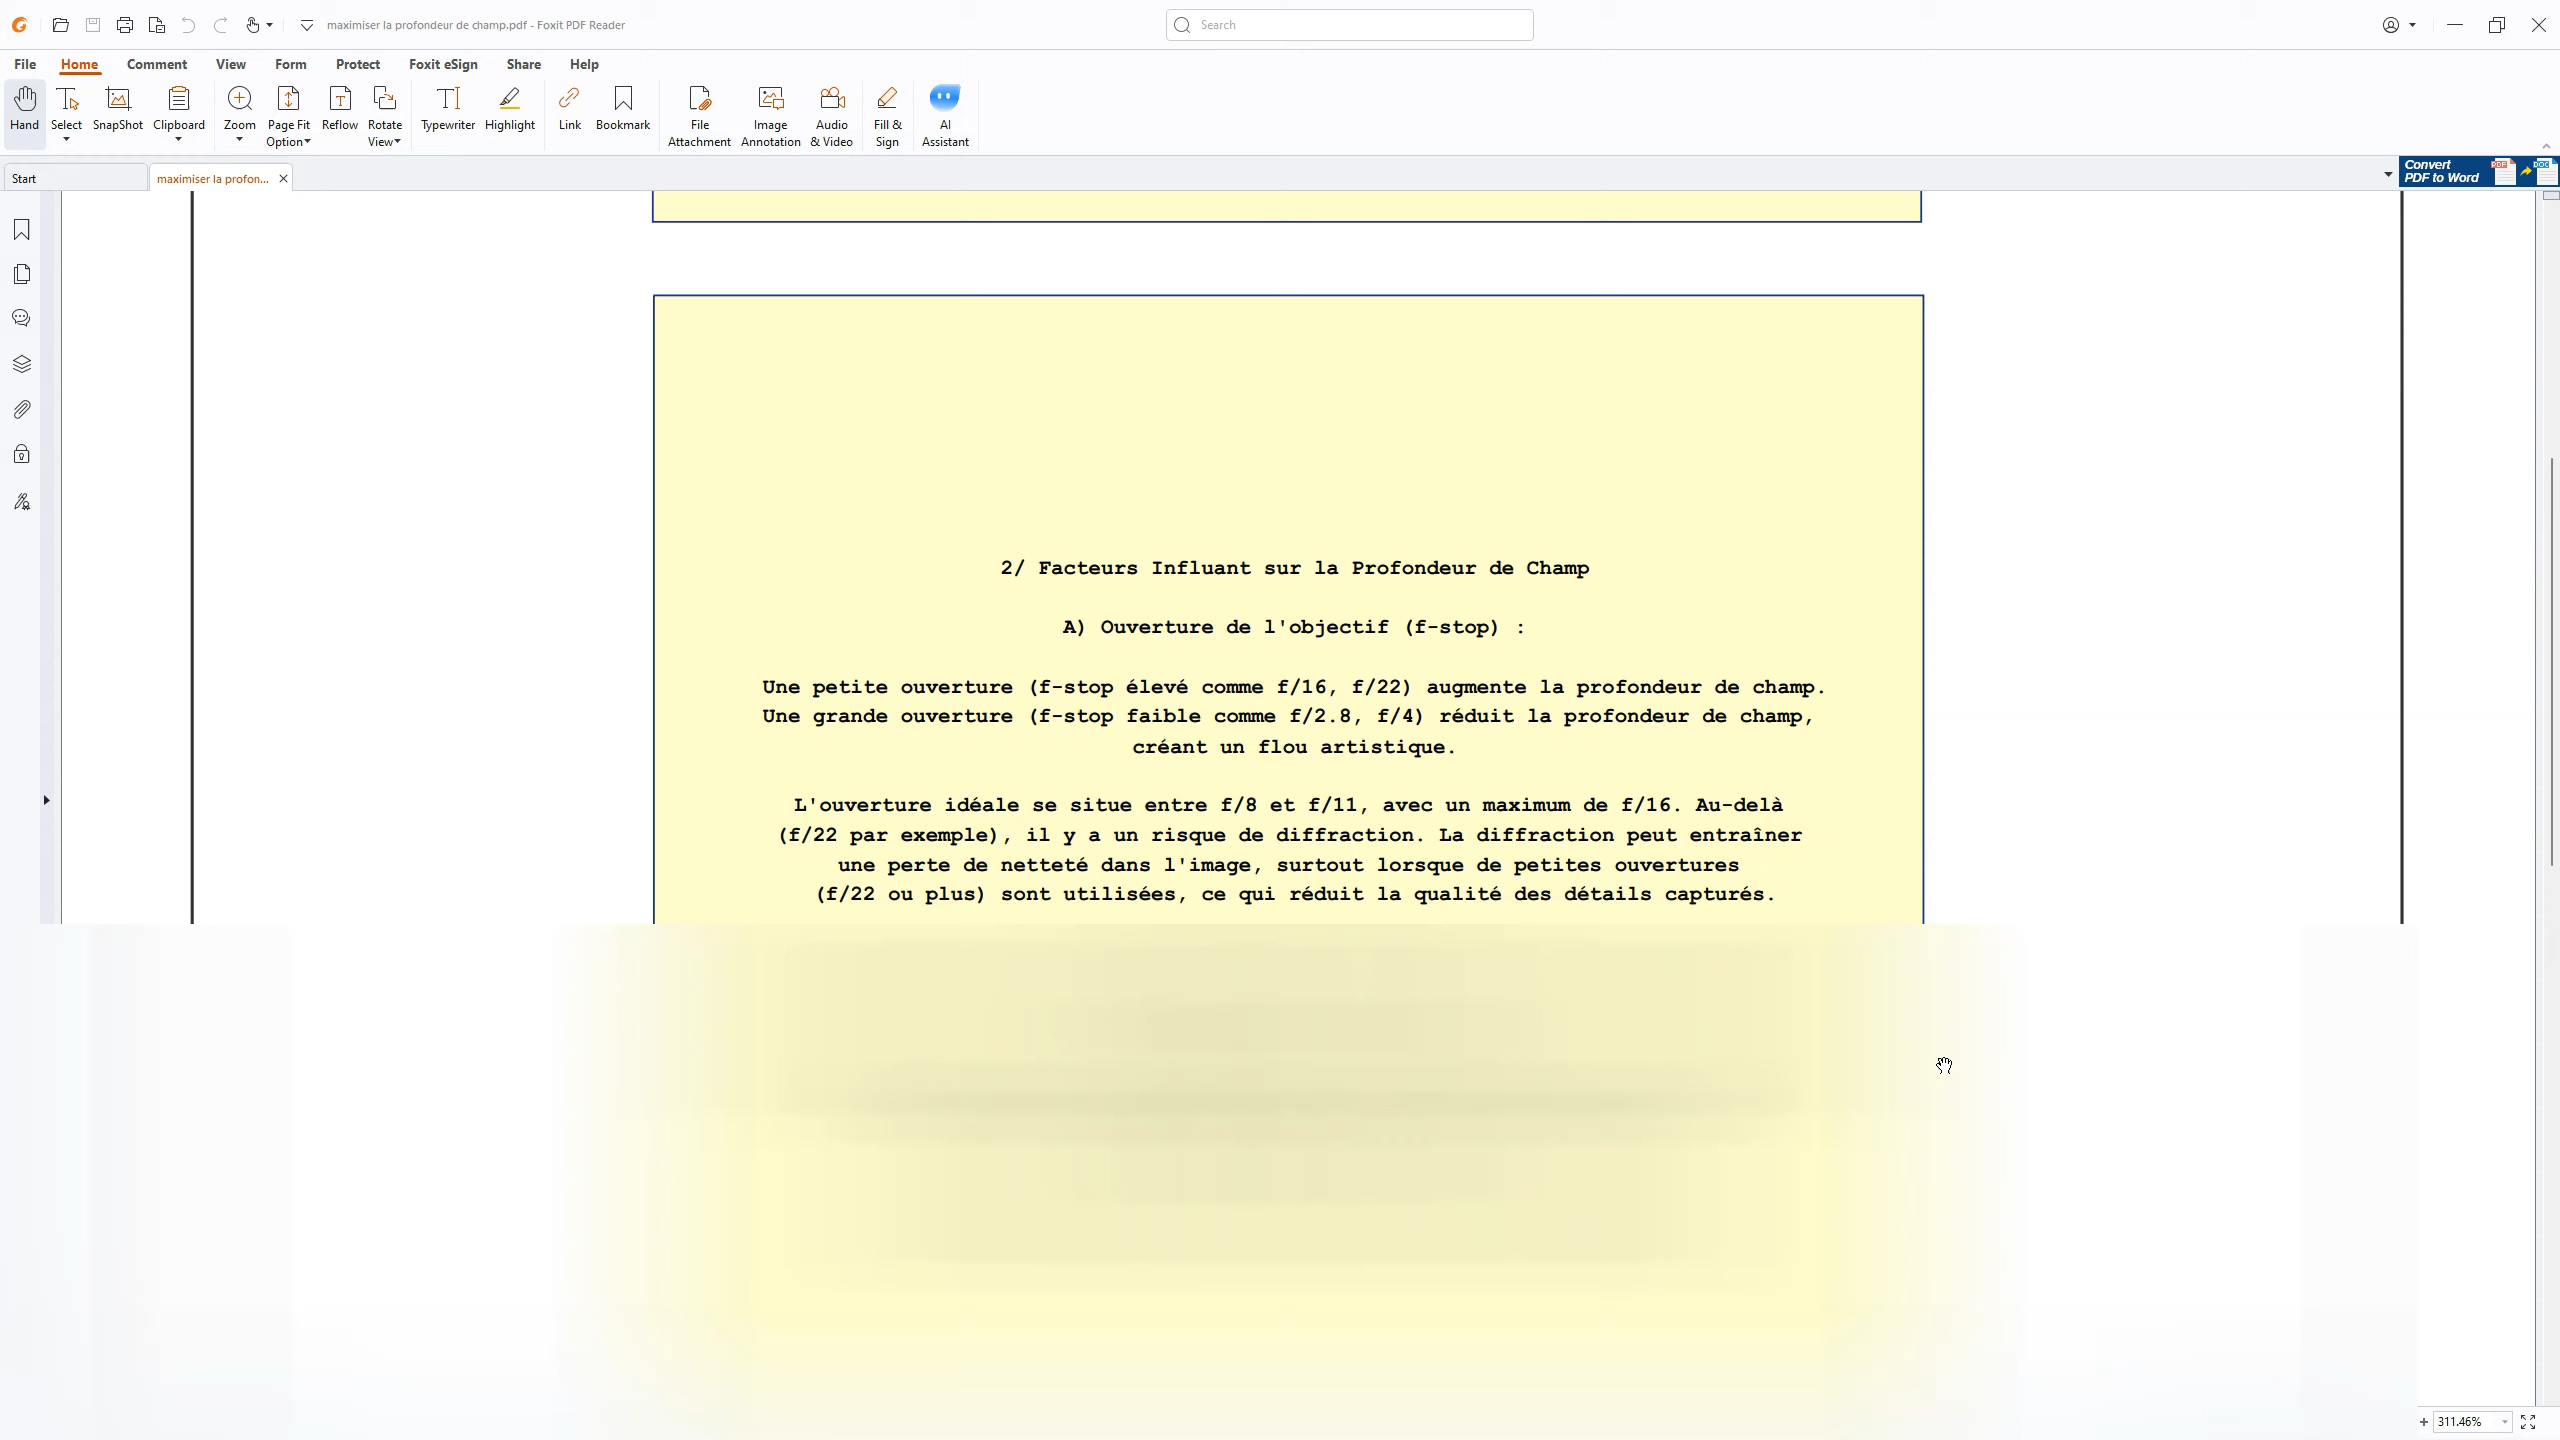 maximiser la profondeur de champ.pdf - Foxit PDF Reader
Search
File Home Comment View Form Protect Foxit eSign Share Help
Hand
Select
SnapShot
Clipboard
Zoom
Page Fit
Option
Reflow
Rotate
View
Typewriter
Highlight
Link
Bookmark
File
Attachment
Image
Annotation
Audio
& Video
Fill &
Sign
AI
Assistant
Start
maximiser la profon...
Convert
PDF to Word
PDF
DOC
2/ Facteurs Influant sur la Profondeur de Champ
A) Ouverture de l'objectif (f-stop) :
Une petite ouverture (f-stop élevé comme f/16, f/22) augmente la profondeur de champ.
Une grande ouverture (f-stop faible comme f/2.8, f/4) réduit la profondeur de champ,
créant un flou artistique.
L'ouverture idéale se situe entre f/8 et f/11, avec un maximum de f/16. Au-delà
(f/22 par exemple), il y a un risque de diffraction. La diffraction peut entraîner
une perte de netteté dans l'image, surtout lorsque de petites ouvertures
(f/22 ou plus) sont utilisées, ce qui réduit la qualité des détails capturés.
311.46%